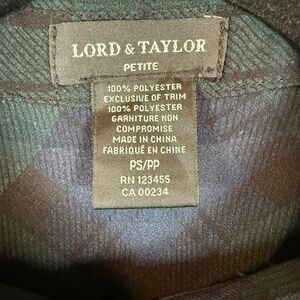 LORD & TAYLOR
PETITE
100% POLYESTER
EXCLUSIVE OF TRIM
100% POLYESTER
GARNITURE NON
COMPROMISE
MADE IN CHINA
FABRIQUÉ EN CHINE
PS/PP
RN 123455
CA 00234